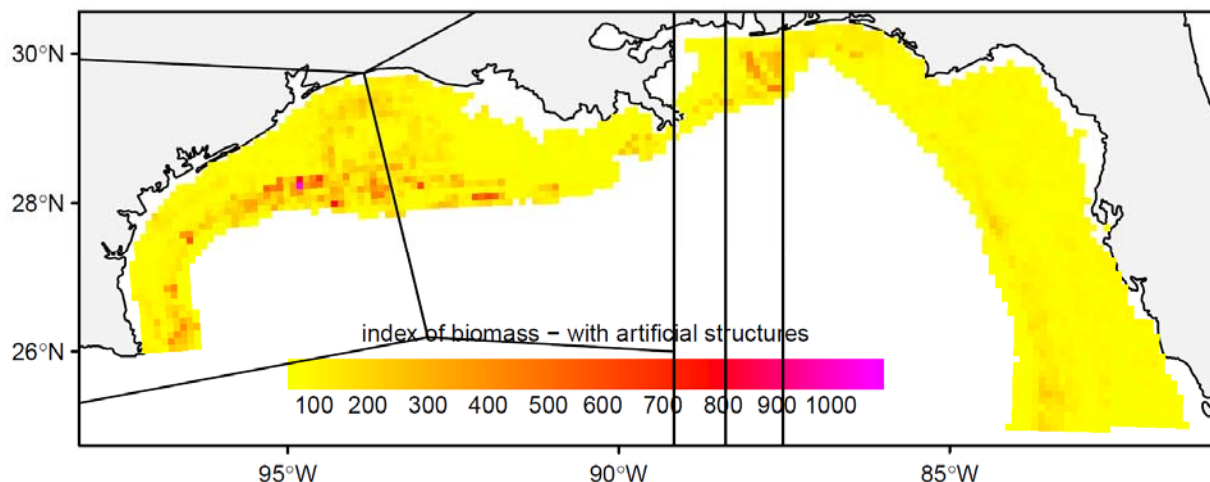 30°N
28°N
26°N
index of biomass − with artificial structures
100 200 300 400 500 600 700 800 900 1000
95°W 90°W 85°W